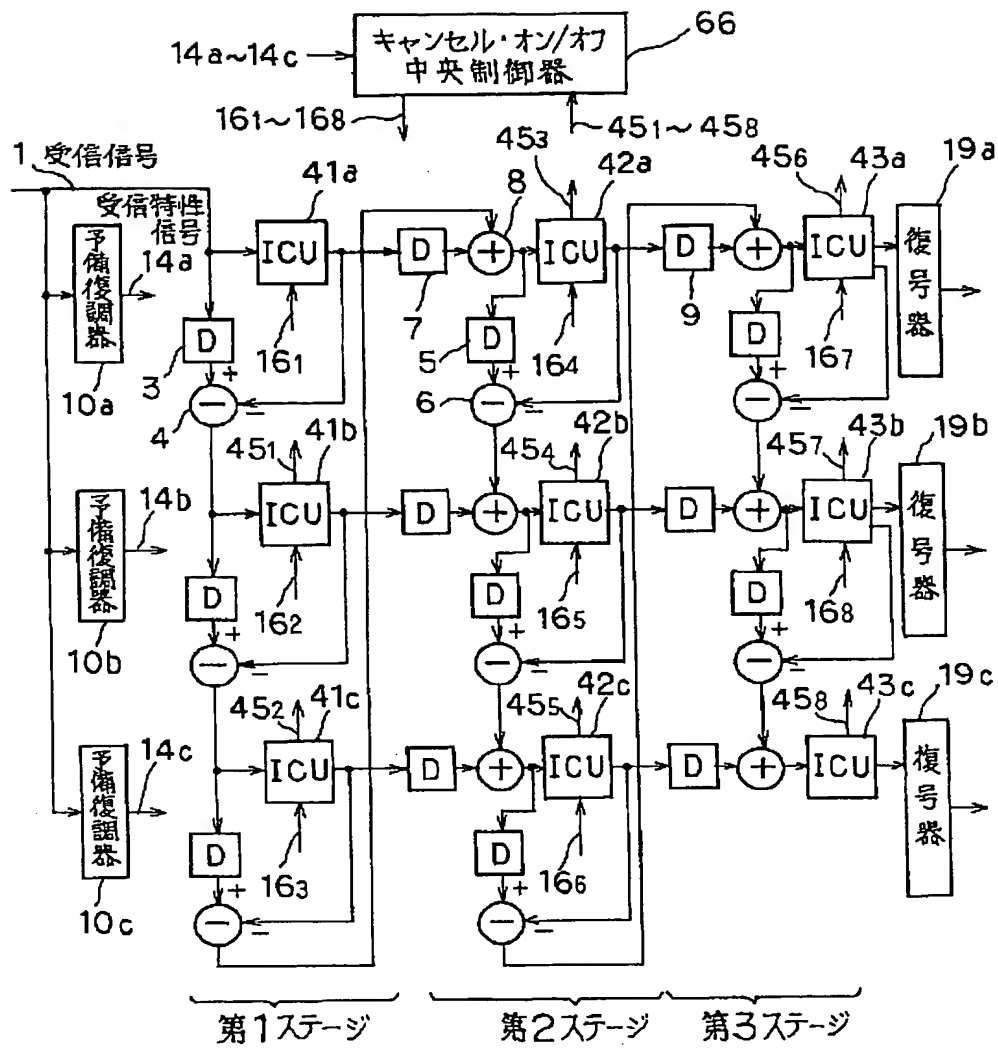 キャンセル・オン/オフ
中央制御器
66
14a~14c
161~168
451~458
1 受信信号
受信特性
信号
41a
453
42a
456
43a
19a
8
予備復調器
14a
ICU
D
+
ICU
D
+
ICU
復号器
7
9
3
D
161
5
D
164
D
167
10a
+
4
−
−
6
+
−
−
+
−
−
451
41b
454
42b
457
43b
19b
予備復調器
14b
ICU
D
+
ICU
D
+
ICU
復号器
D
162
D
165
D
168
10b
+
−
−
+
−
−
+
−
−
452
41c
455
42c
458
43c
19c
予備復調器
14c
ICU
D
+
ICU
D
+
ICU
復号器
D
163
D
166
10c
+
−
−
+
−
−
第1ステージ
第2ステージ
第3ステージ